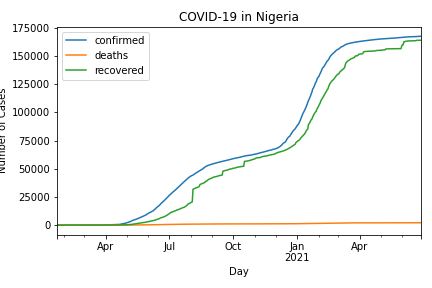 COVID-19 in Nigeria
175000
150000
125000
100000
75000
50000
25000
0
Number of Cases
confirmed
deaths
recovered
Apr
Jul
Oct
Jan
2021
Apr
Day